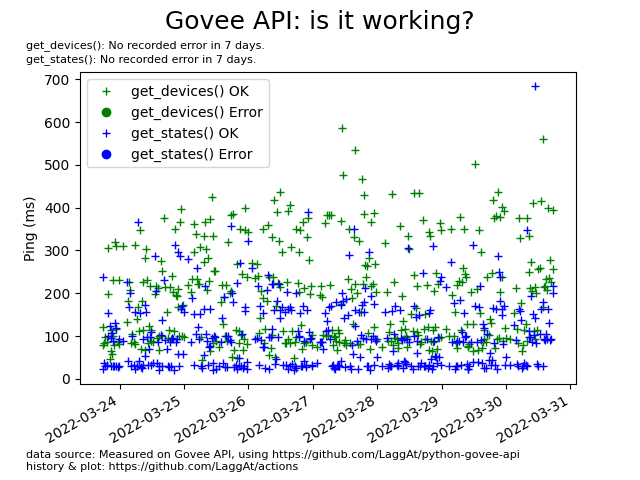 Govee API: is it working?
get_devices(): No recorded error in 7 days.
get_states(): No recorded error in 7 days.
get_devices() OK
get_devices() Error
get_states() OK
get_states() Error
700
600
500
400
300
200
100
0
Ping (ms)
2022-03-24
2022-03-25
2022-03-26
2022-03-27
2022-03-28
2022-03-29
2022-03-30
2022-03-31
data source: Measured on Govee API, using https://github.com/LaggAt/python-govee-api
history & plot: https://github.com/LaggAt/actions